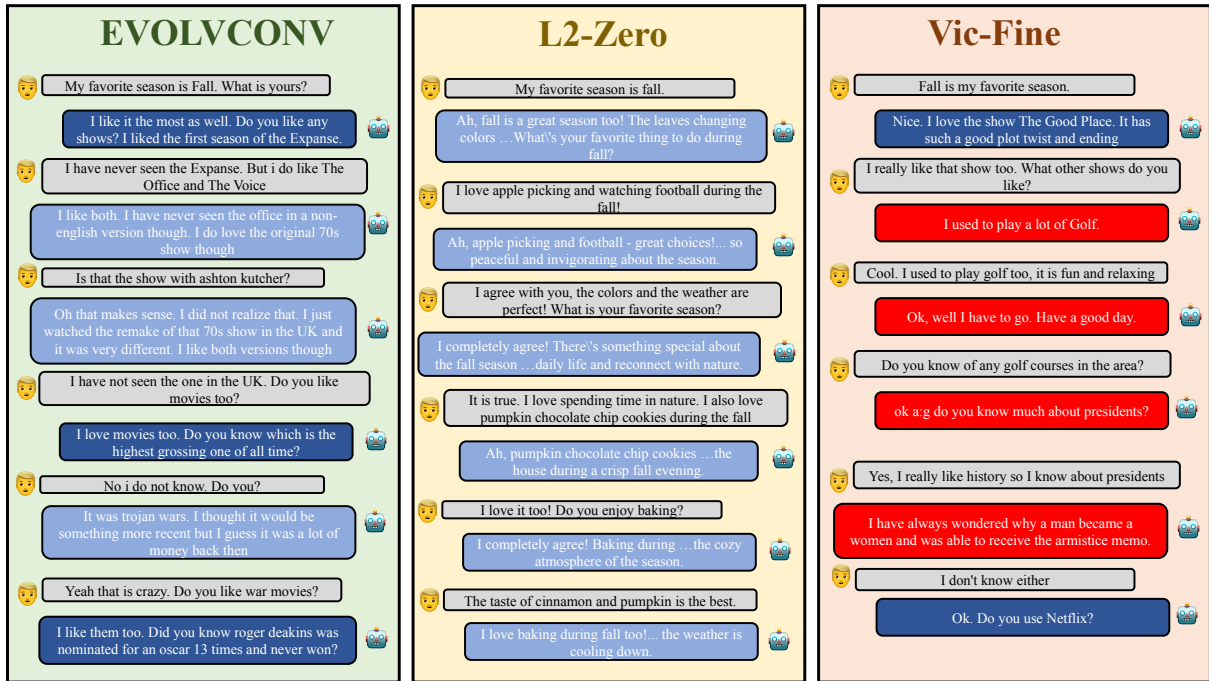 EVOLVCONV
My favorite season is Fall. What is yours?
I like it the most as well. Do you like any
shows? I liked the first season of the Expanse.
I have never seen the Expanse. But i do like The
Office and The Voice
I like both. I have never seen the office in a non-
english version though. I do love the original 70s
show though
Is that the show with ashton kutcher?
Oh that makes sense. I did not realize that. I just
watched the remake of that 70s show in the UK and
it was very different. I like both versions though
I have not seen the one in the UK. Do you like
movies too?
I love movies too. Do you know which is the
highest grossing one of all time?
No i do not know. Do you?
It was trojan wars. I thought it would be
something more recent but I guess it was a lot of
money back then
Yeah that is crazy. Do you like war movies?
I like them too. Did you know roger deakins was
nominated for an oscar 13 times and never won?
L2-Zero
My favorite season is fall.
Ah, fall is a great season too! The leaves changing
colors …What\'s your favorite thing to do during
fall?
I love apple picking and watching football during the
fall!
Ah, apple picking and football - great choices!... so
peaceful and invigorating about the season.
I agree with you, the colors and the weather are
perfect! What is your favorite season?
I completely agree! There\'s something special about
the fall season …daily life and reconnect with nature.
It is true. I love spending time in nature. I also love
pumpkin chocolate chip cookies during the fall
Ah, pumpkin chocolate chip cookies …the
house during a crisp fall evening.
I love it too! Do you enjoy baking?
I completely agree! Baking during …the cozy
atmosphere of the season.
The taste of cinnamon and pumpkin is the best.
I love baking during fall too!... the weather is
cooling down.
Vic-Fine
Fall is my favorite season.
Nice. I love the show The Good Place. It has
such a good plot twist and ending
I really like that show too. What other shows do you
like?
I used to play a lot of Golf.
Cool. I used to play golf too, it is fun and relaxing
Ok, well I have to go. Have a good day.
Do you know of any golf courses in the area?
ok a:g do you know much about presidents?
Yes, I really like history so I know about presidents
I have always wondered why a man became a
women and was able to receive the armistice memo.
I don't know either
Ok. Do you use Netflix?